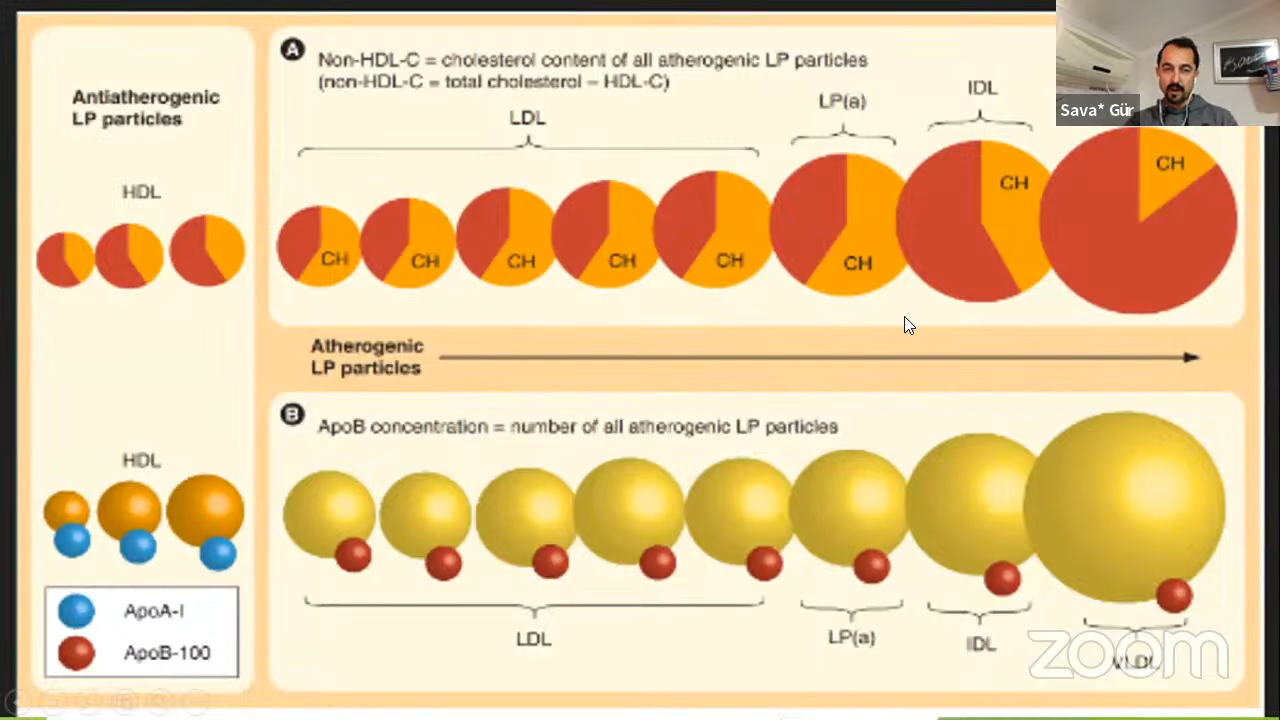 Antiatherogenic
LP particles
HDL
HDL
ApoA-I
ApoB-100
A
Non-HDL-C = cholesterol content of all atherogenic LP particles
(non-HDL-C = total cholesterol – HDL-C)
LDL
LP(a)
IDL
CH
CH
CH
CH
CH
CH
CH
CH
Atherogenic
LP particles
B
ApoB concentration = number of all atherogenic LP particles
LDL
LP(a)
IDL
VLDL
zoom
Sava* Gür